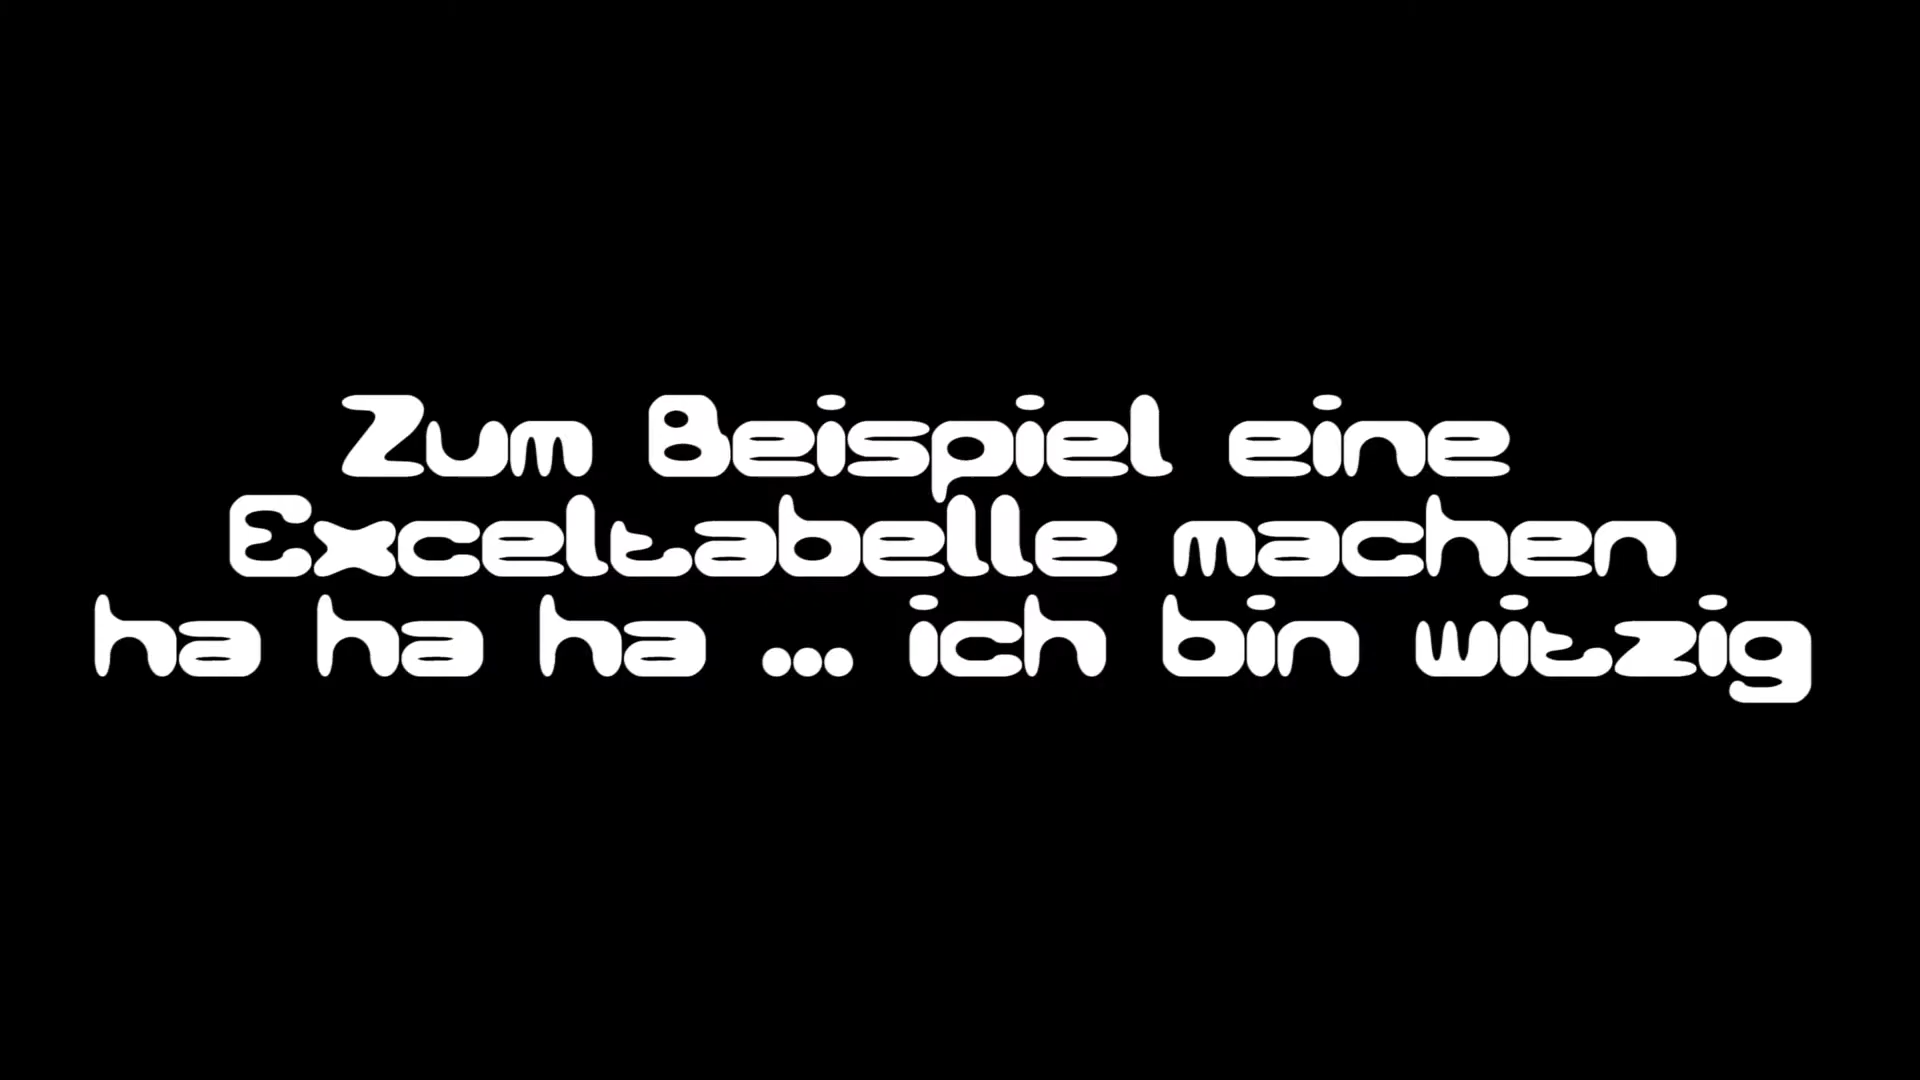 Zum Beispiel eine
Exceltabelle machen
ha ha ha ... ich bin witzig